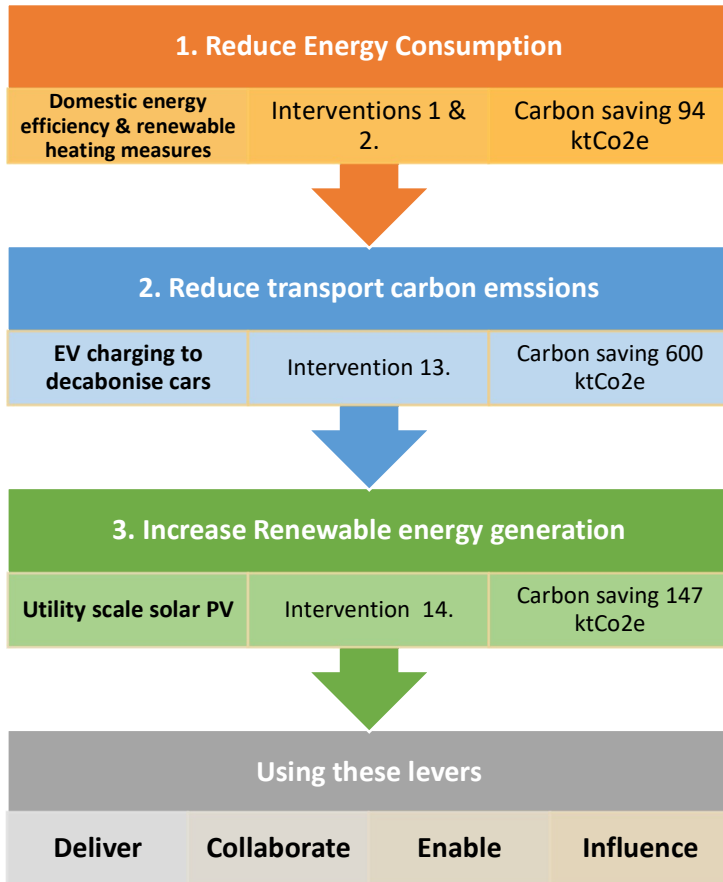 1. Reduce Energy Consumption
Domestic energy
efficiency & renewable
heating measures
Interventions 1 &
2.
Carbon saving 94
ktCo2e
2. Reduce transport carbon emssions
EV charging to
decabonise cars
Intervention 13.
Carbon saving 600
ktCo2e
3. Increase Renewable energy generation
Utility scale solar PV
Intervention 14.
Carbon saving 147
ktCo2e
Using these levers
Deliver
Collaborate
Enable
Influence